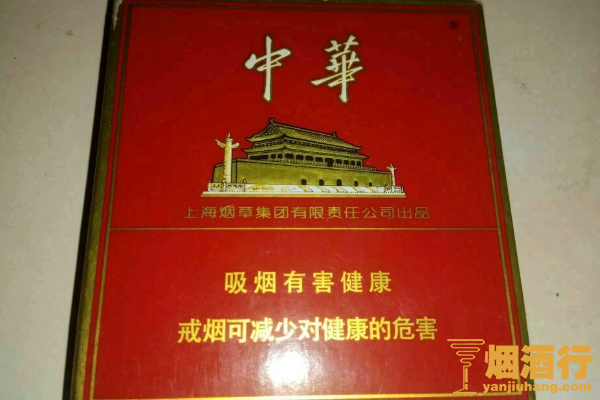 中華
®
上海烟草集团有限责任公司出品
吸烟有害健康
戒烟可减少对健康的危害
烟酒行
yanjiuhang.com